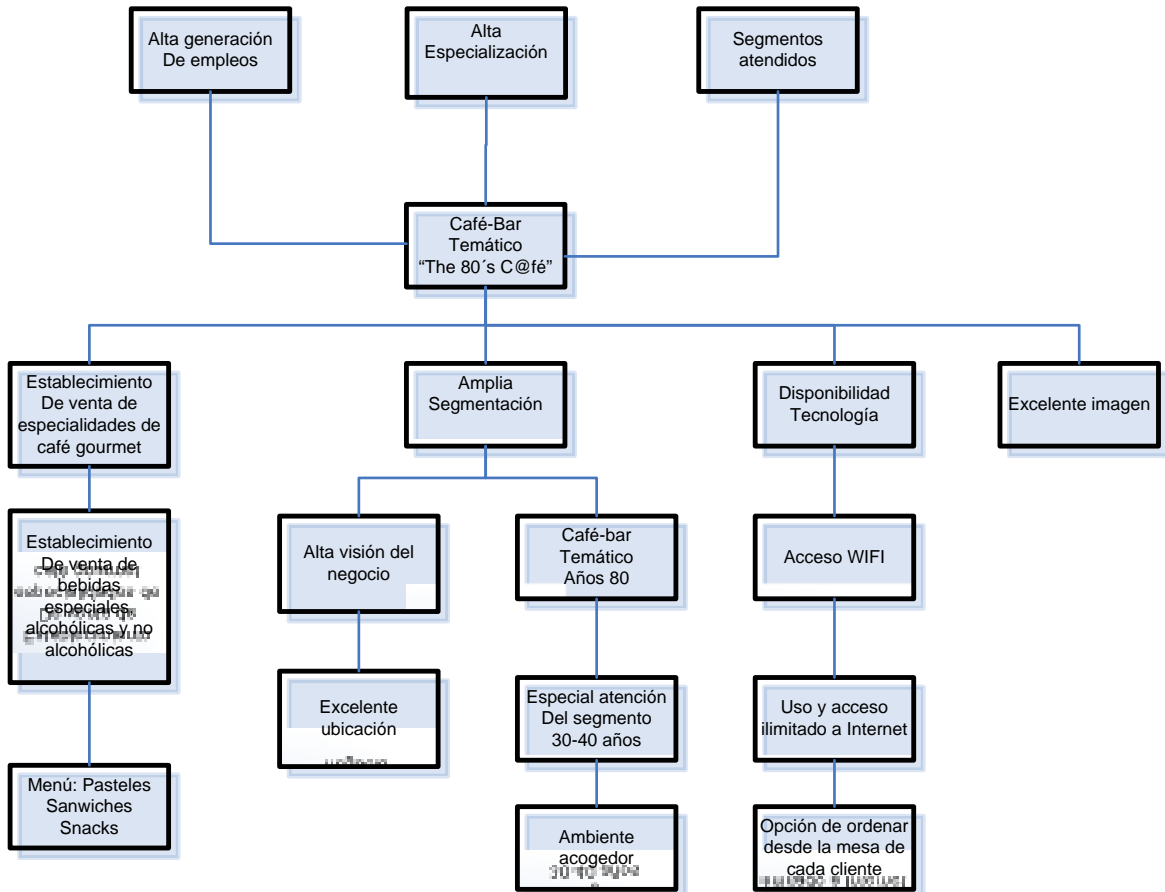 Alta generación
De empleos
Alta
Especialización
Segmentos
atendidos
Café-Bar
Temático
“The 80´s C@fé”
Establecimiento
De venta de
especialidades de
café gourmet
Amplia
Segmentación
Disponibilidad
Tecnología
Excelente imagen
Establecimiento
De venta de
bebidas
especiales,
alcohólicas y no
alcohólicas
Alta visión del
negocio
Café-bar
Temático
Años 80
Acceso WIFI
Excelente
ubicación
Especial atención
Del segmento
30-40 años
Uso y acceso
ilimitado a Internet
Menú: Pasteles
Sanwiches
Snacks
Ambiente
acogedor
Opción de ordenar
desde la mesa de
cada cliente